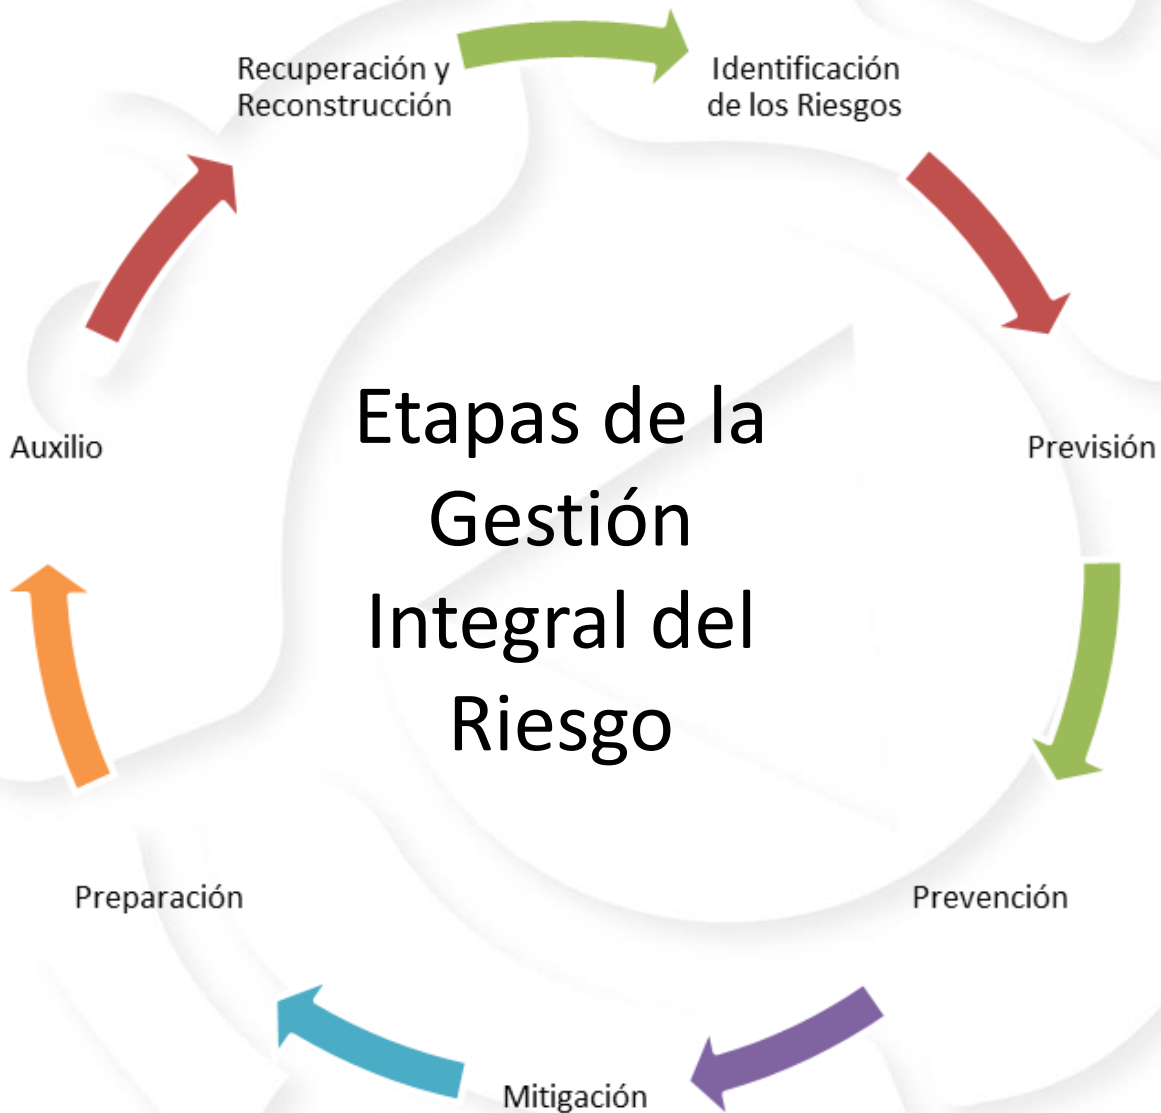 Recuperación y
Reconstrucción
Identificación
de los Riesgos
Etapas de la
Gestión
Integral del
Riesgo
Auxilio
Previsión
Preparación
Prevención
Mitigación